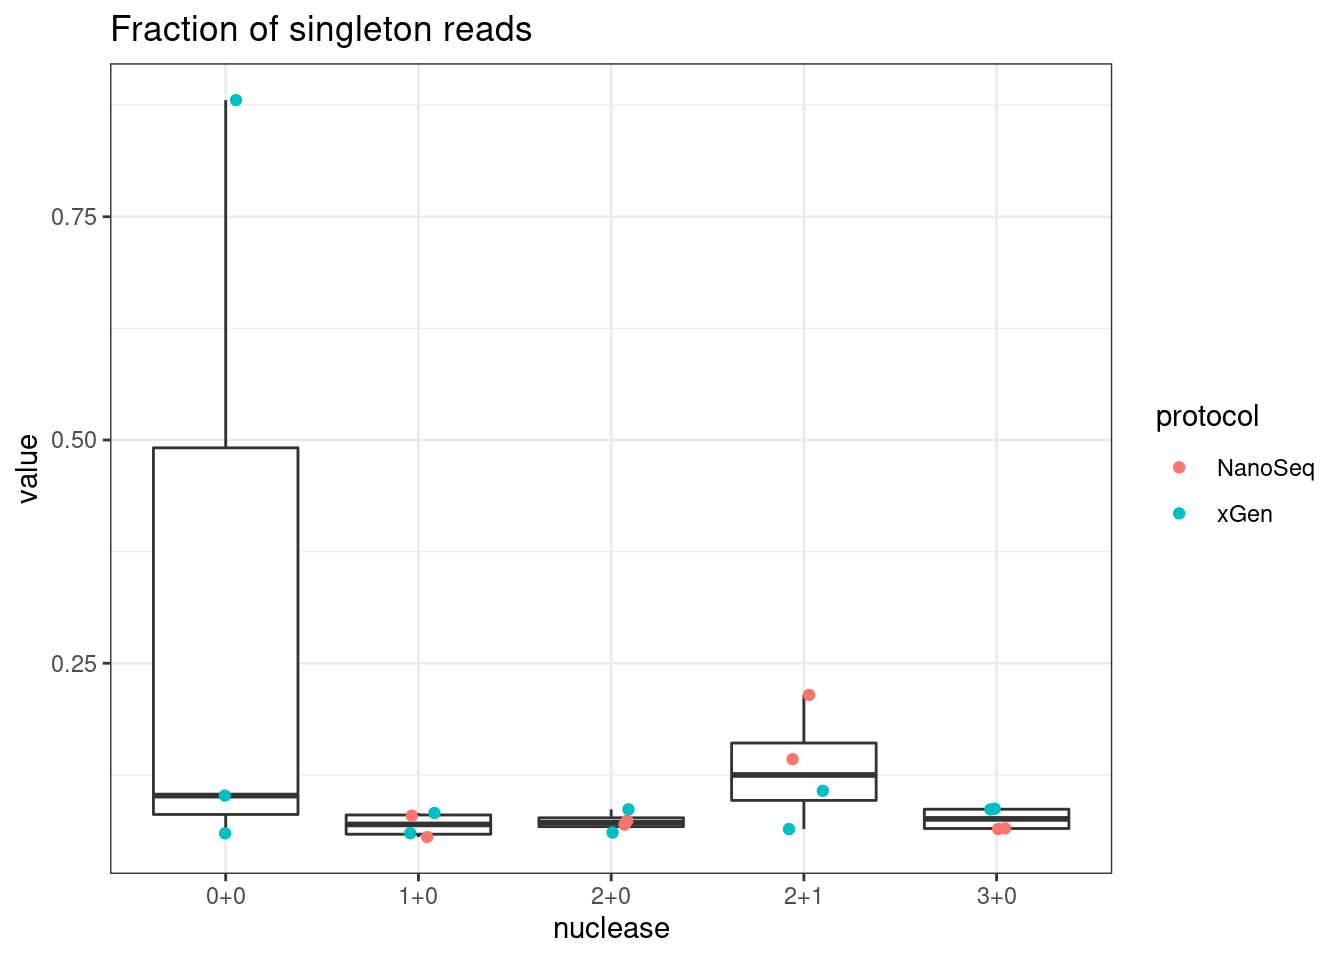 Fraction of singleton reads
value
0.75
0.50
0.25
0+0
1+0
2+0
2+1
3+0
nuclease
protocol
NanoSeq
xGen